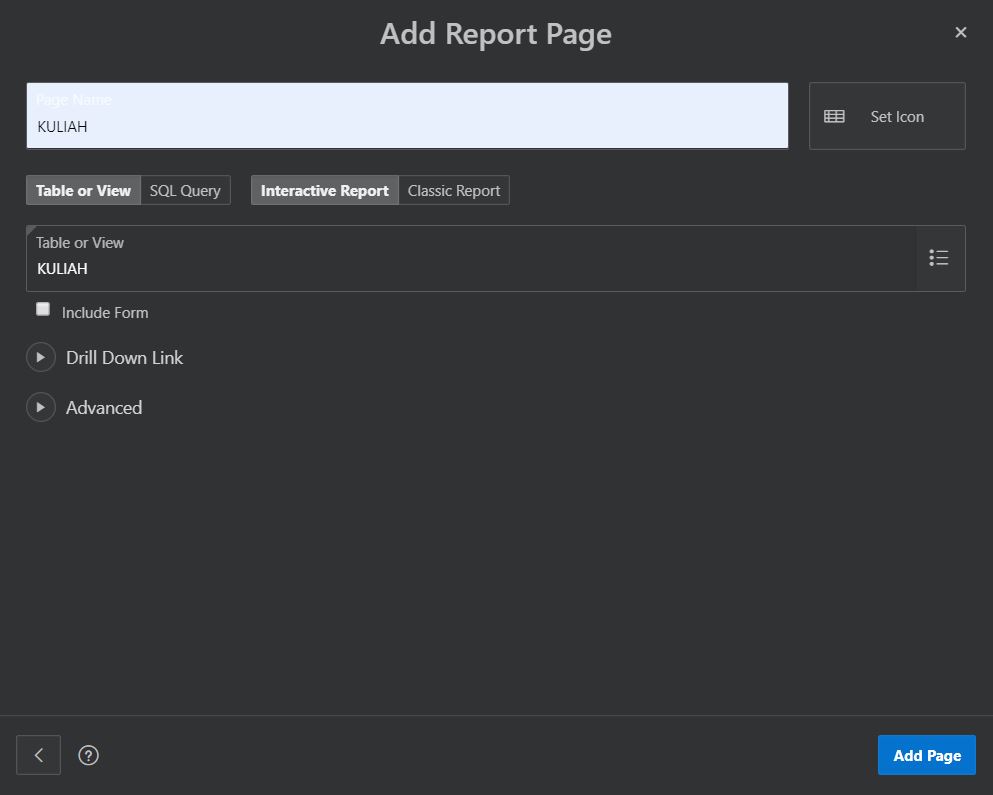 Add Report Page
Page Name
KULIAH
Set Icon
Table or View SQL Query Interactive Report Classic Report
Table or View
KULIAH
Include Form
Drill Down Link
Advanced
Add Page